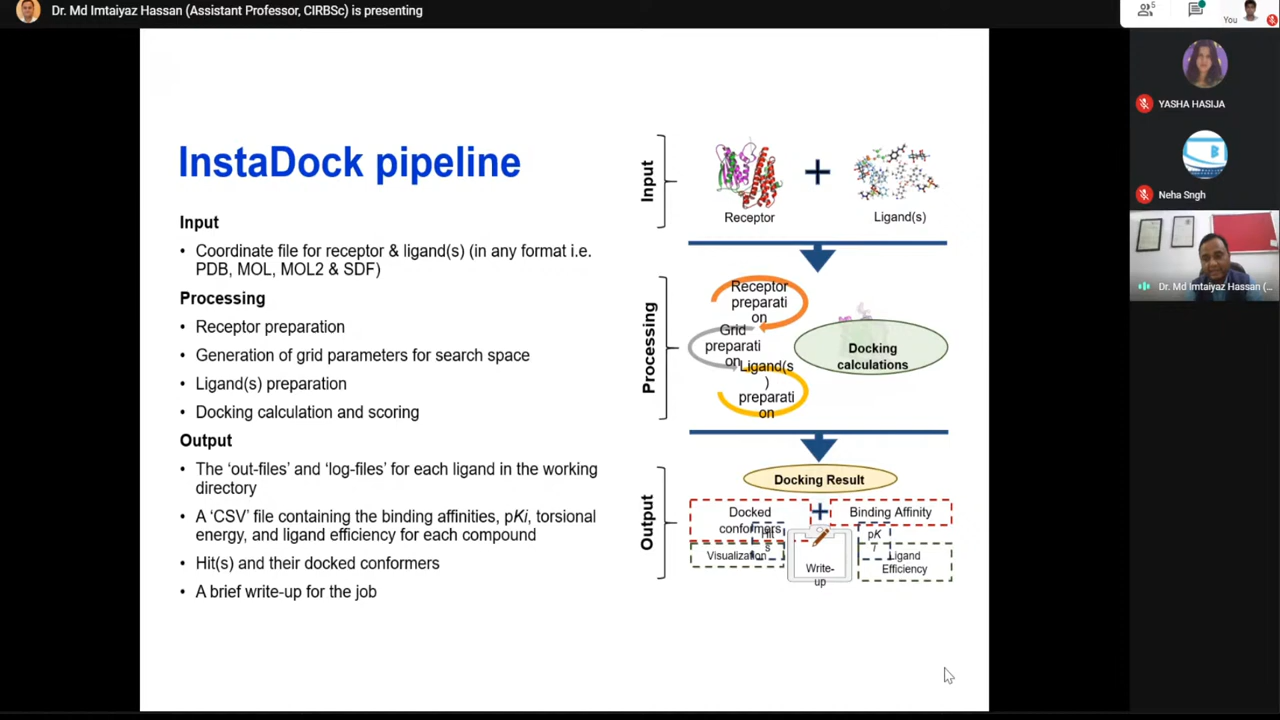 Dr. Md Imtaiyaz Hassan (Assistant Professor, CIRBSc) is presenting
5
You
YASHA HASIJA
Neha Sngh
Dr. Md Imtaiyaz Hassan (...
InstaDock pipeline
Input
• Coordinate file for receptor & ligand(s) (in any format i.e.
PDB, MOL, MOL2 & SDF)
Processing
• Receptor preparation
• Generation of grid parameters for search space
• Ligand(s) preparation
• Docking calculation and scoring
Output
• The ‘out-files’ and ‘log-files’ for each ligand in the working
directory
• A ‘CSV’ file containing the binding affinities, pKi, torsional
energy, and ligand efficiency for each compound
• Hit(s) and their docked conformers
• A brief write-up for the job
Input
Receptor
+
Ligand(s)
Processing
Receptor
preparati
on
Grid
preparati
on
Ligand(s
)
preparati
on
Docking
calculations
Output
Docking Result
Docked
conformers
+
Binding Affinity
Hit
s
pK
i
Visualization
Write-
up
Ligand
Efficiency